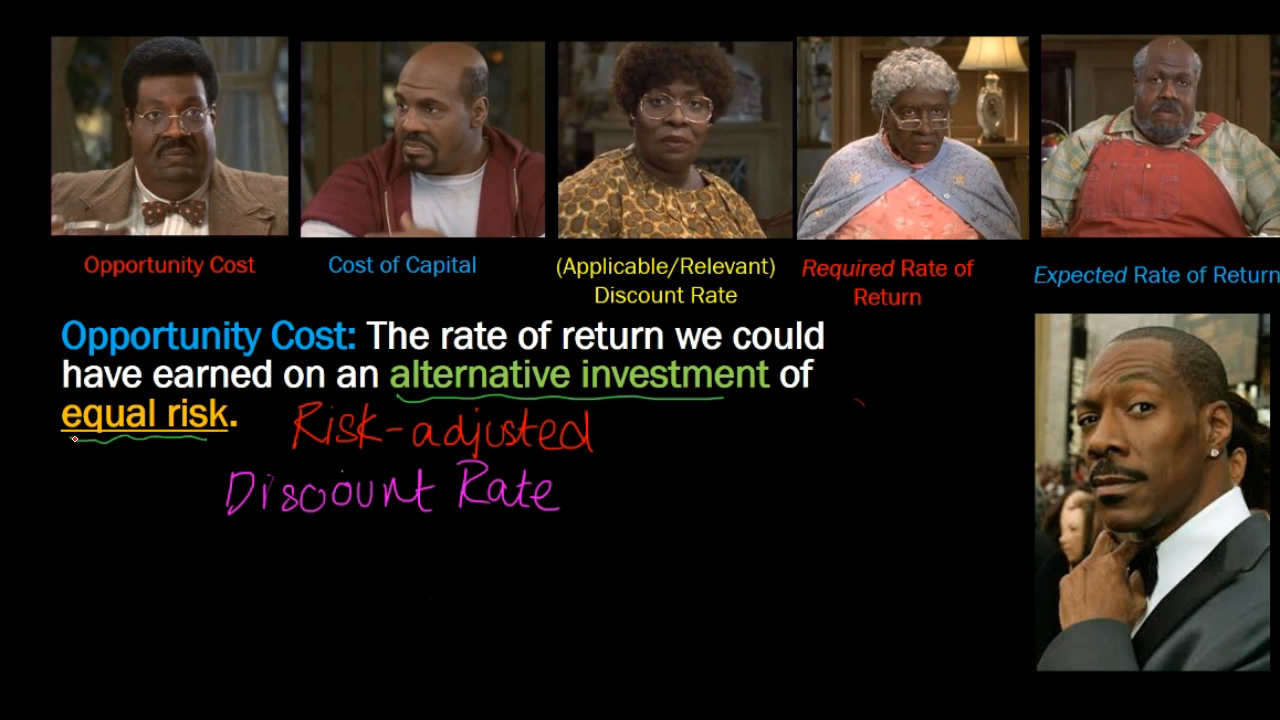 Opportunity Cost
Cost of Capital
(Applicable/Relevant)
Discount Rate
Required Rate of
Return
Expected Rate of Return
Opportunity Cost: The rate of return we could
have earned on an alternative investment of
equal risk.
Risk-adjusted
Discount Rate